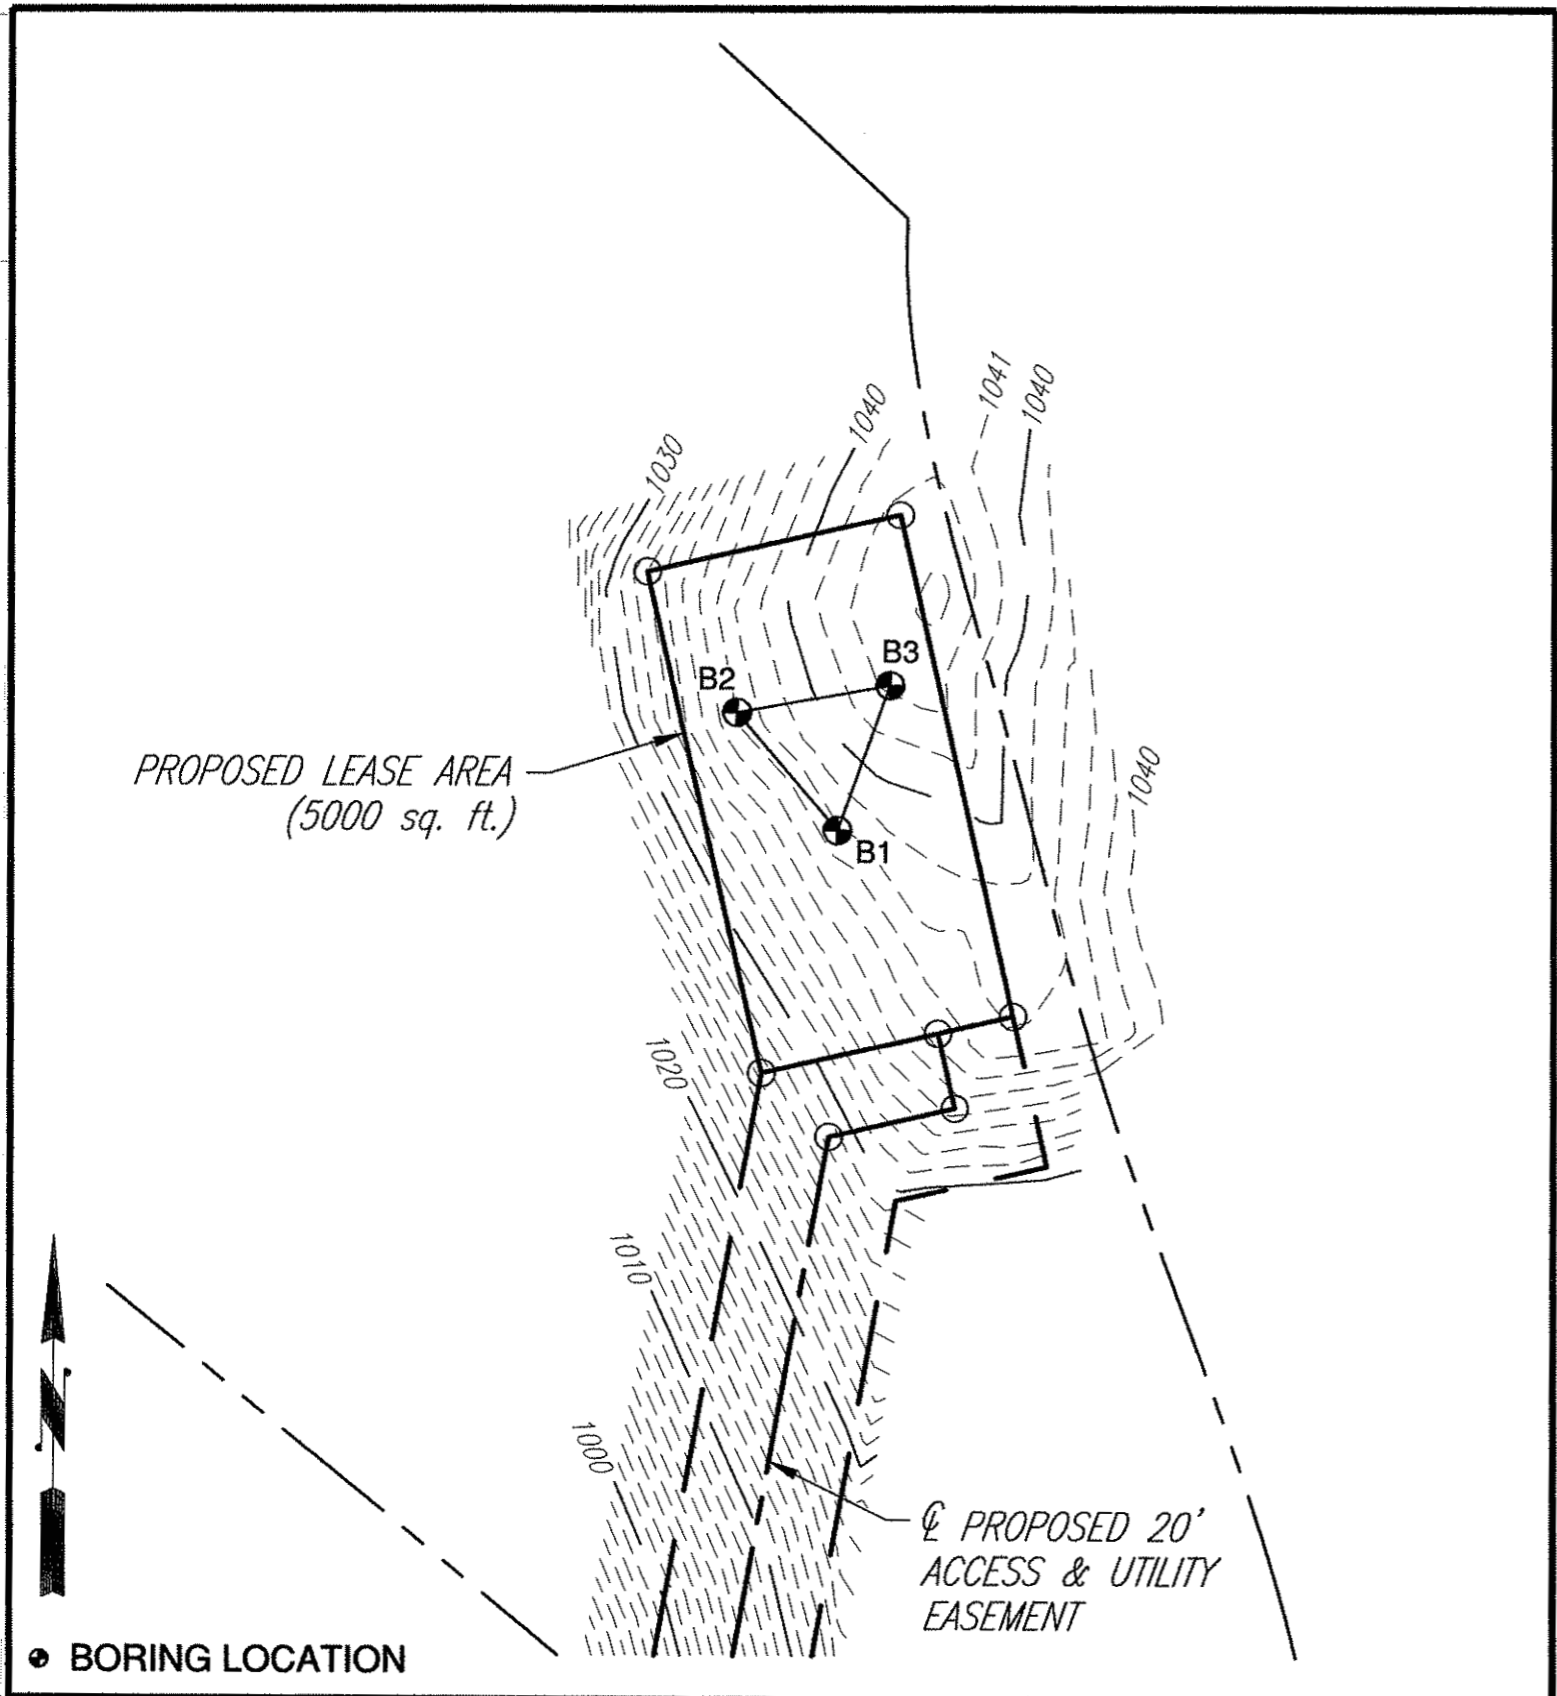 1041
1040
1040
1030
B3
B2
PROPOSED LEASE AREA
(5000 sq. ft.)
1040
B1
1020
1010
1000
N
℄ PROPOSED 20'
ACCESS & UTILITY
EASEMENT
BORING LOCATION